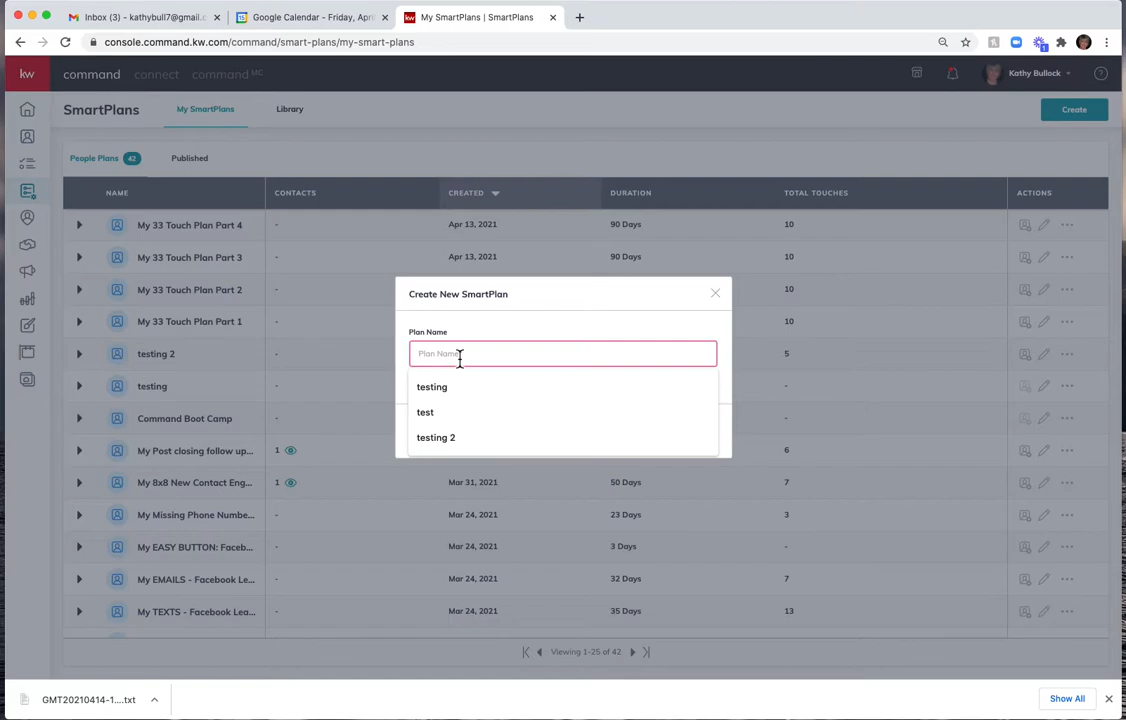 Inbox (3) - kathybull7@gmail.c
Google Calendar - Friday, Apri
My SmartPlans | SmartPlans
console.command.kw.com/command/smart-plans/my-smart-plans
kw
command
connect
command MC
Kathy Bullock
SmartPlans
My SmartPlans
Library
Create
People Plans 42
Published
NAME
CONTACTS
CREATED
DURATION
TOTAL TOUCHES
ACTIONS
My 33 Touch Plan Part 4
-
Apr 13, 2021
90 Days
10
My 33 Touch Plan Part 3
-
Apr 13, 2021
90 Days
10
My 33 Touch Plan Part 2
-
10
My 33 Touch Plan Part 1
-
10
testing 2
-
5
testing
-
-
Command Boot Camp
-
-
My Post closing follow up...
1
6
My 8x8 New Contact Eng...
1
Mar 31, 2021
50 Days
7
My Missing Phone Numbe...
-
Mar 24, 2021
23 Days
3
My EASY BUTTON: Faceb...
-
Mar 24, 2021
3 Days
-
My EMAILS - Facebook Le...
-
Mar 24, 2021
32 Days
7
My TEXTS - Facebook Lea...
-
Mar 24, 2021
35 Days
13
Create New SmartPlan
Plan Name
Plan Name
testing
test
testing 2
Viewing 1-25 of 42
GMT20210414-1....txt
Show All